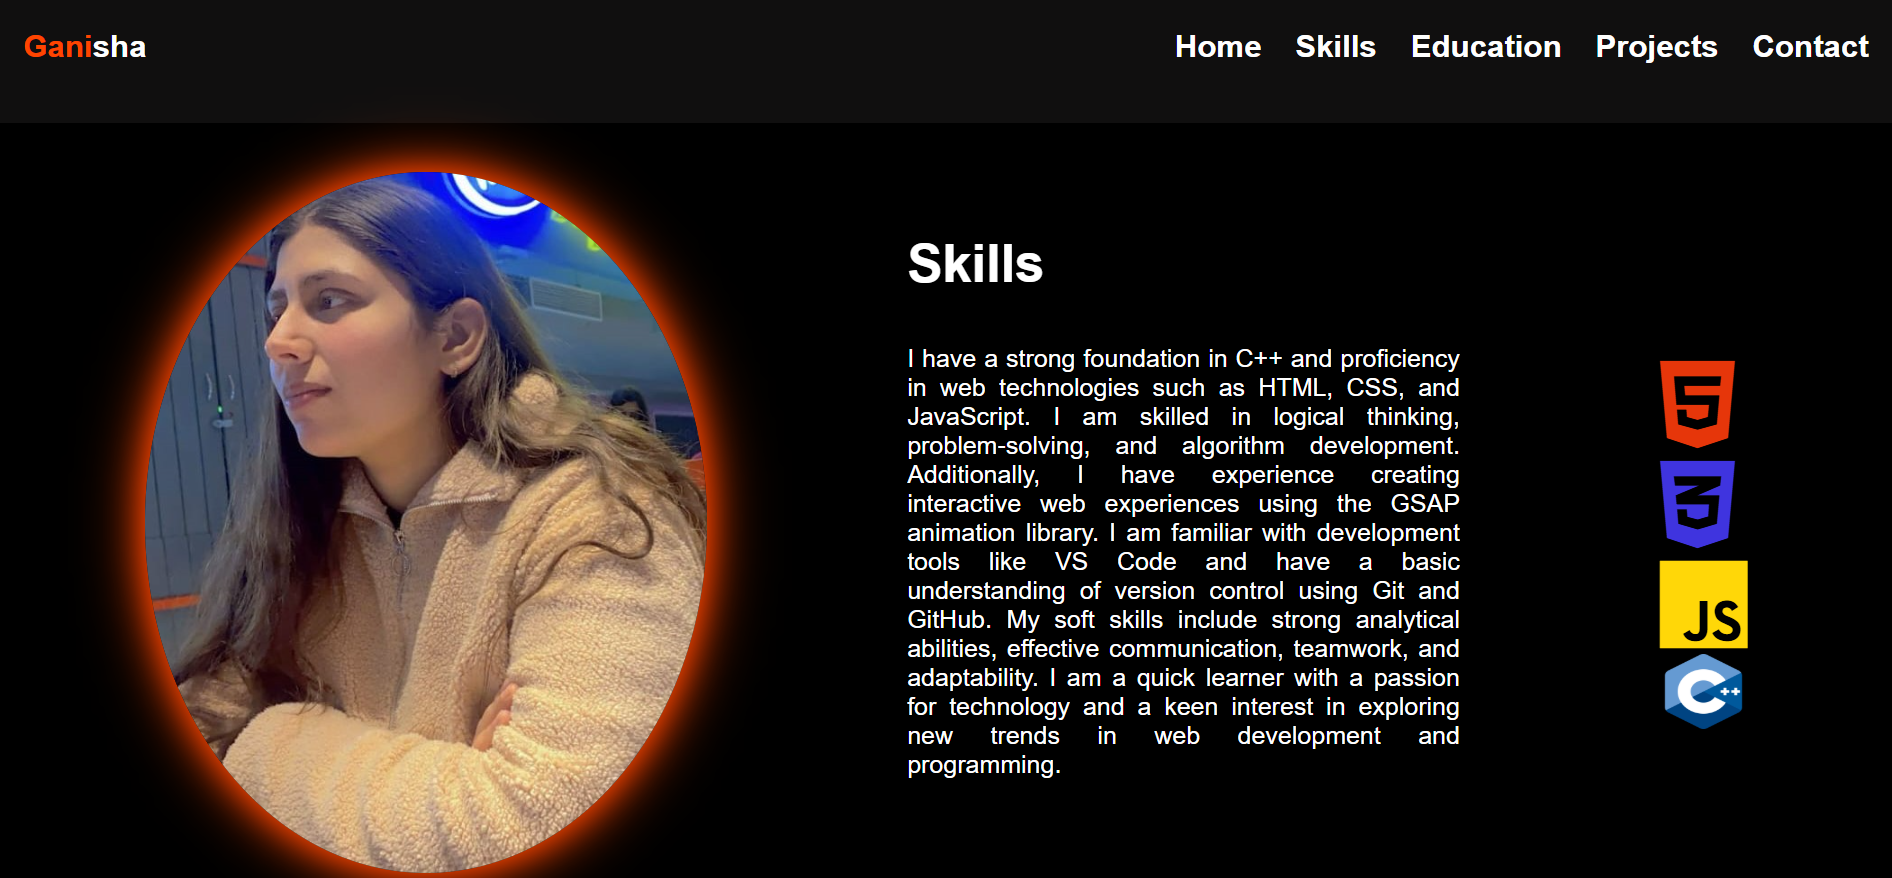 Ganisha
Home Skills Education Projects Contact
Skills
I have a strong foundation in C++ and proficiency
in web technologies such as HTML, CSS, and
JavaScript. I am skilled in logical thinking,
problem-solving, and algorithm development.
Additionally, I have experience creating
interactive web experiences using the GSAP
animation library. I am familiar with development
tools like VS Code and have a basic
understanding of version control using Git and
GitHub. My soft skills include strong analytical
abilities, effective communication, teamwork, and
adaptability. I am a quick learner with a passion
for technology and a keen interest in exploring
new trends in web development and
programming.
5
3
JS
C++